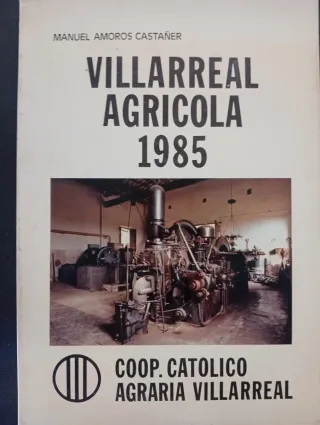 MANUEL AMOROS CASTAÑER
VILLARREAL
AGRICOLA
1985
COOP. CATOLICO
AGRARIA VILLARREAL